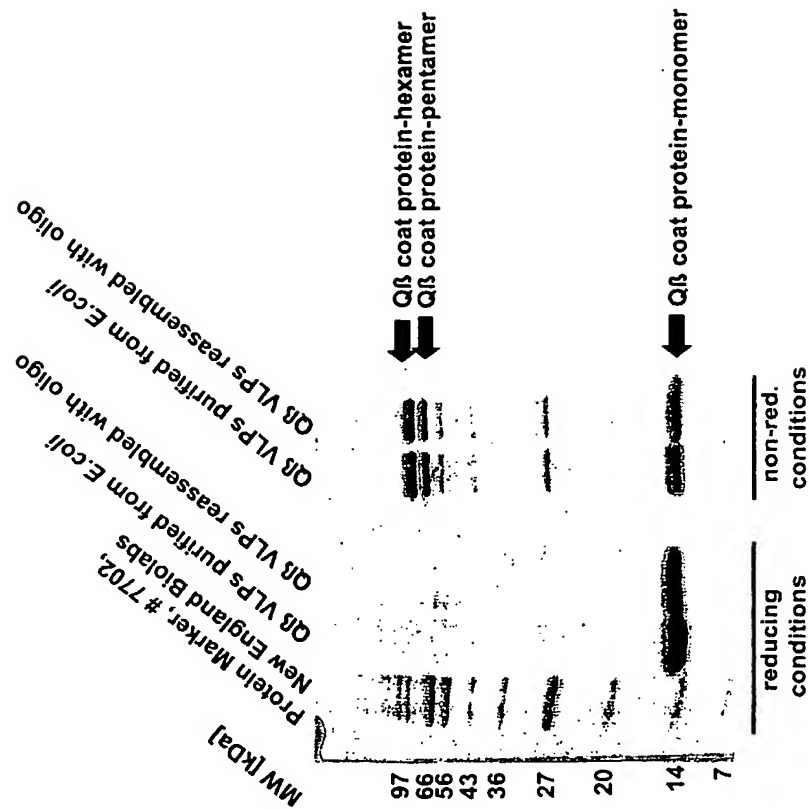 MW [kDa]
Protein Marker, # 7702,
New England Biolabs
Qß VLPs purified from E.coli
Qß VLPs reassembled with oligo
Qß VLPs purified from E.coli
Qß VLPs reassembled with oligo
97
66
56
43
36
27
20
14
7
Qß coat protein-hexamer
Qß coat protein-pentamer
Qß coat protein-monomer
reducing
conditions
non-red.
conditions